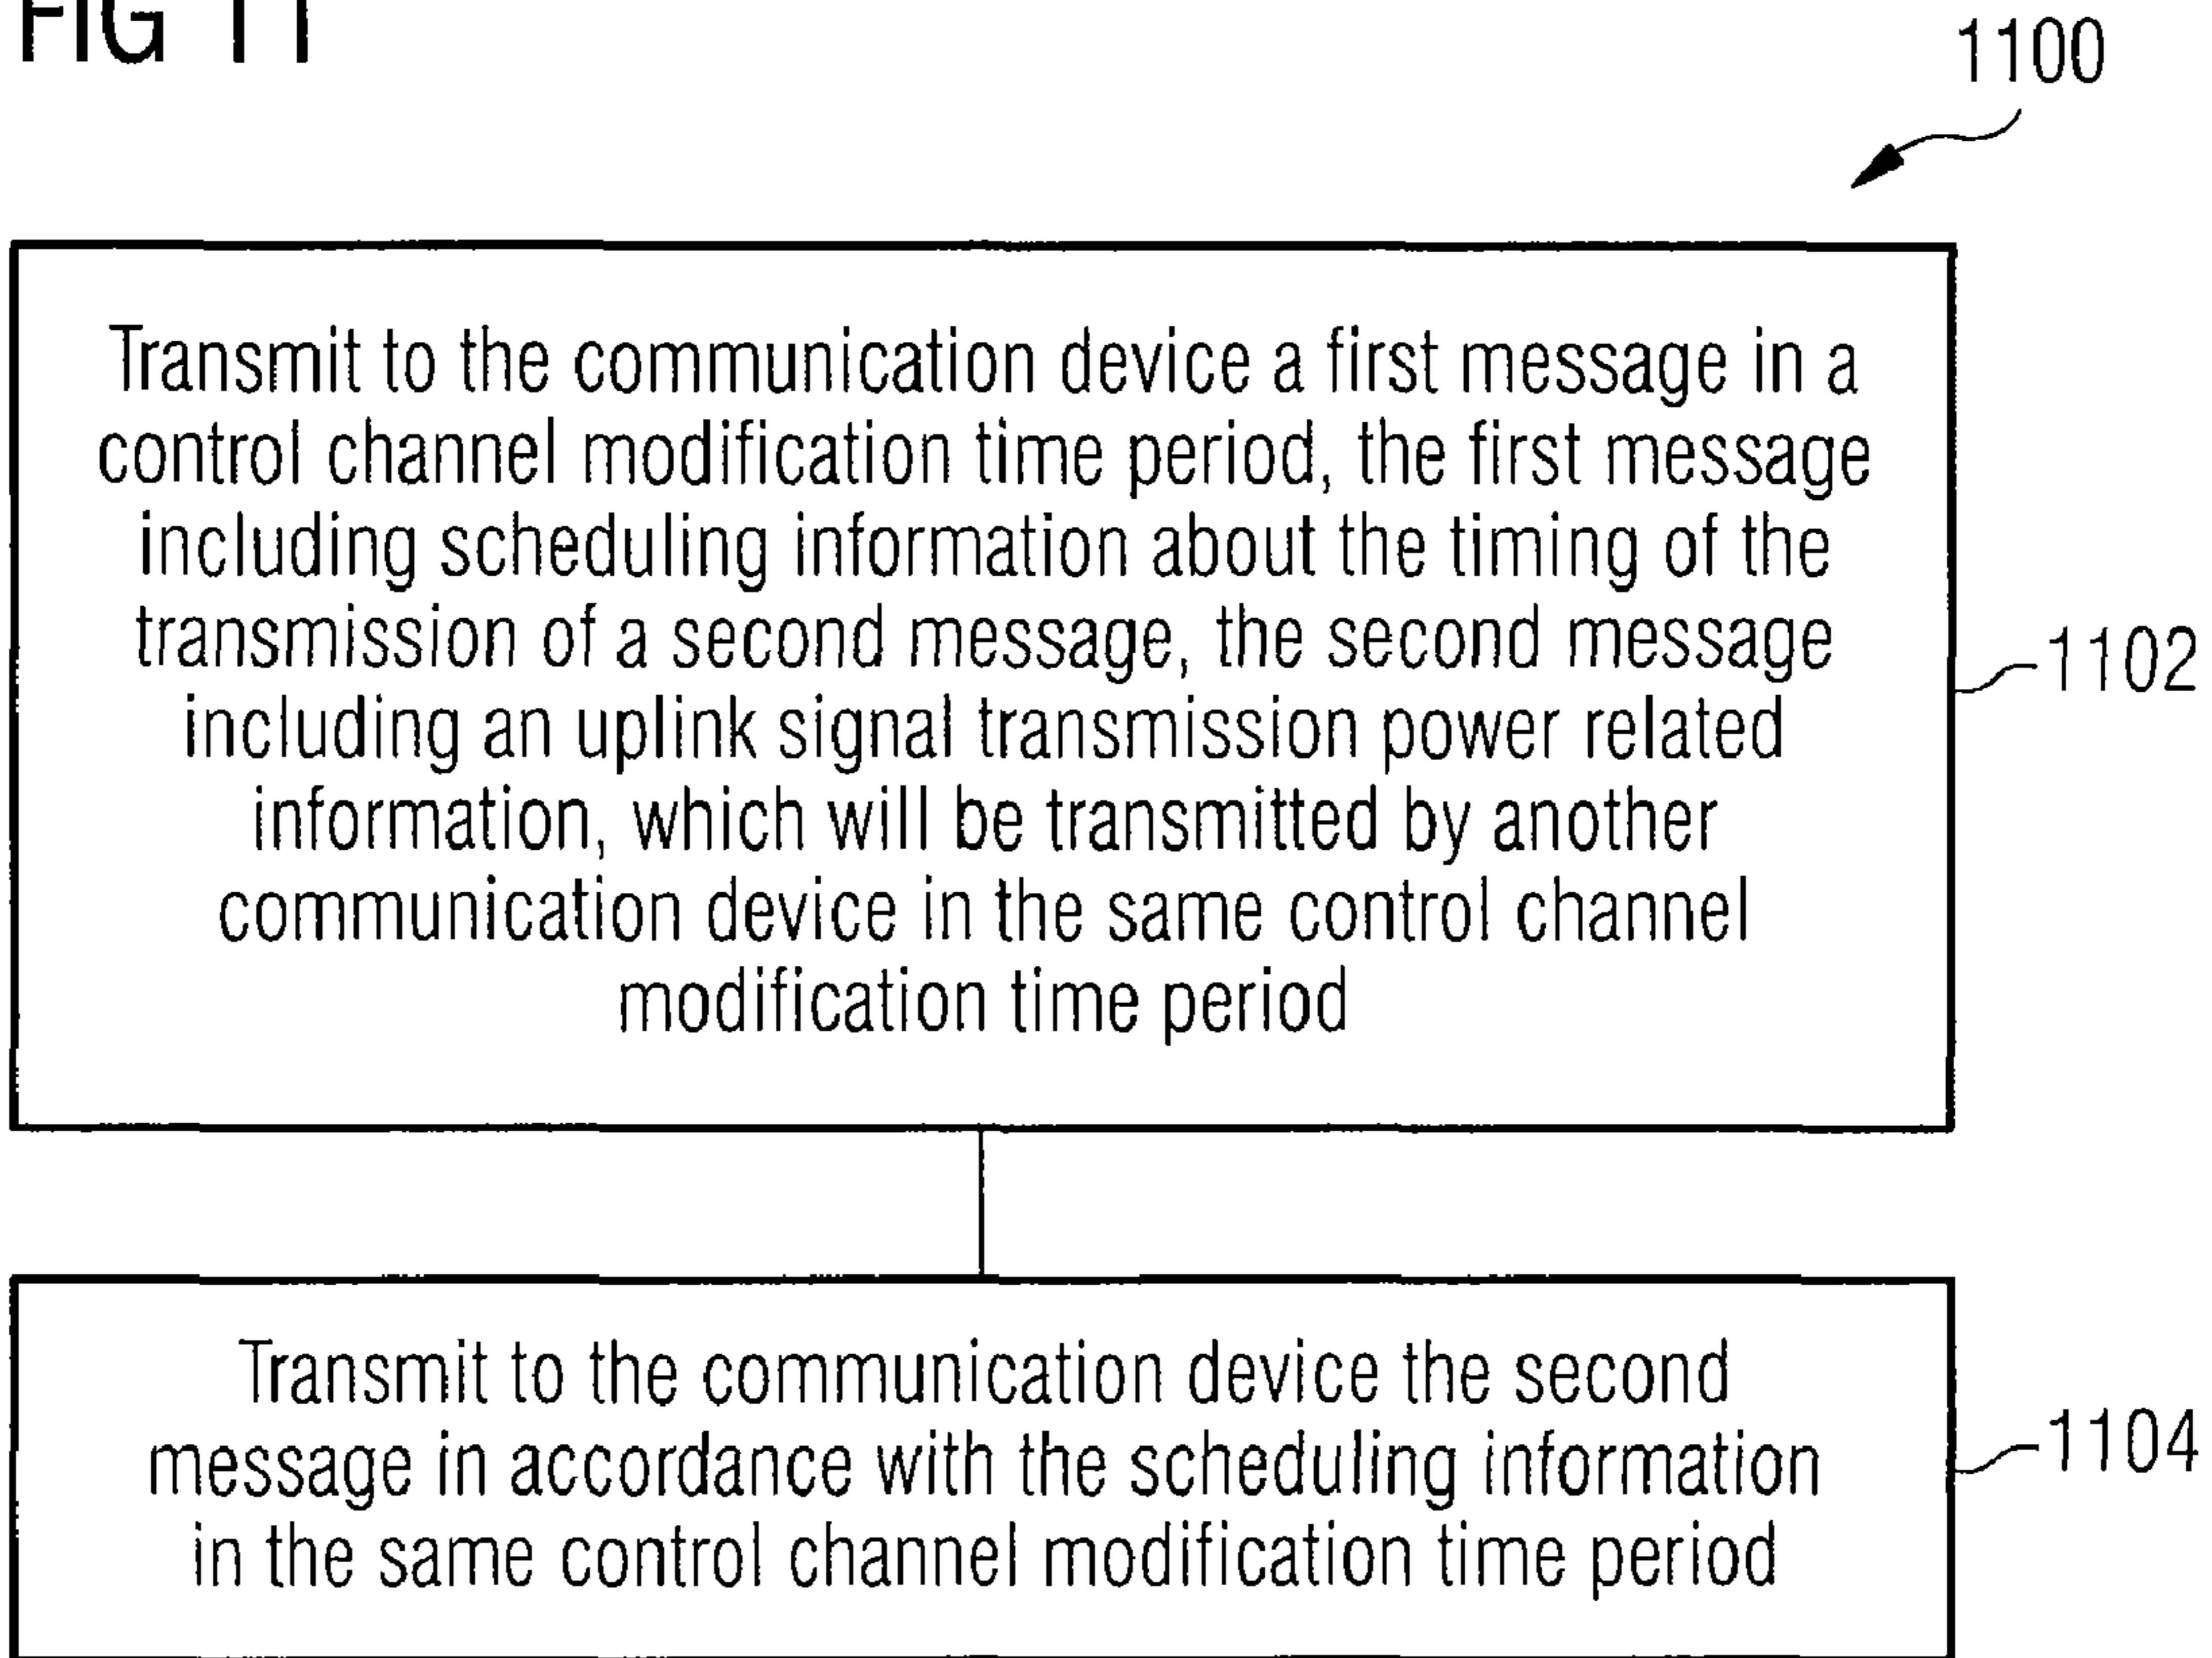 FIG 11
1100
Transmit to the communication device a first message in a
control channel modification time period, the first message
including scheduling information about the timing of the
transmission of a second message, the second message
including an uplink signal transmission power related
information, which will be transmitted by another
communication device in the same control channel
modification time period
1102
Transmit to the communication device the second
message in accordance with the scheduling information
in the same control channel modification time period
1104